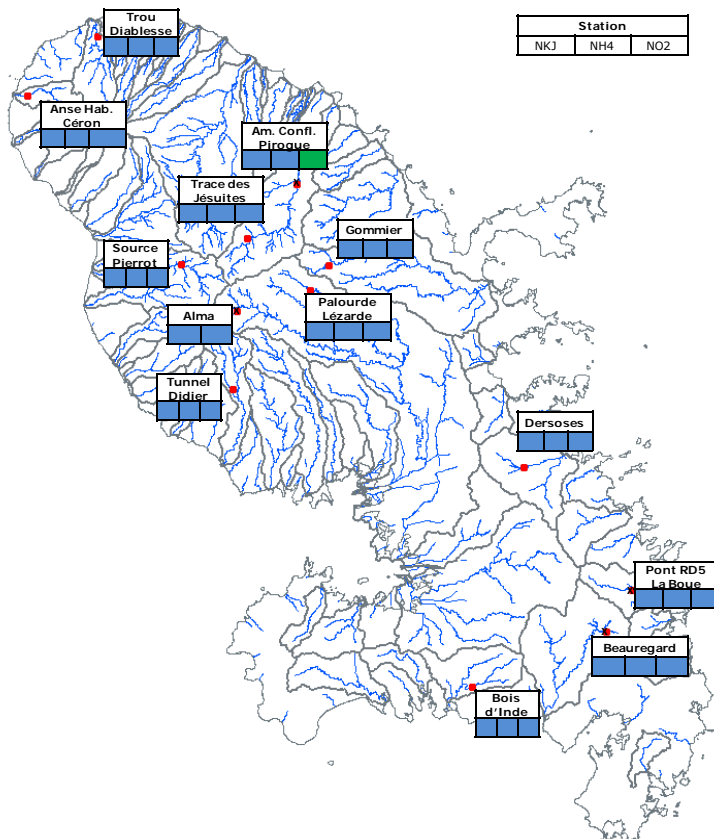 Trou
Diablesse
Station
NKJ NH4 NO2
Anse Hab.
Céron
Am. Confl.
Pirogue
X
Trace des
Jésuites
Gommier
Source
Pierrot
Palourde
Lézarde
Alma
X
Tunnel
Didier
Dersoses
Pont RD5
La Boue
X
X
Beauregard
Bois
d'Inde